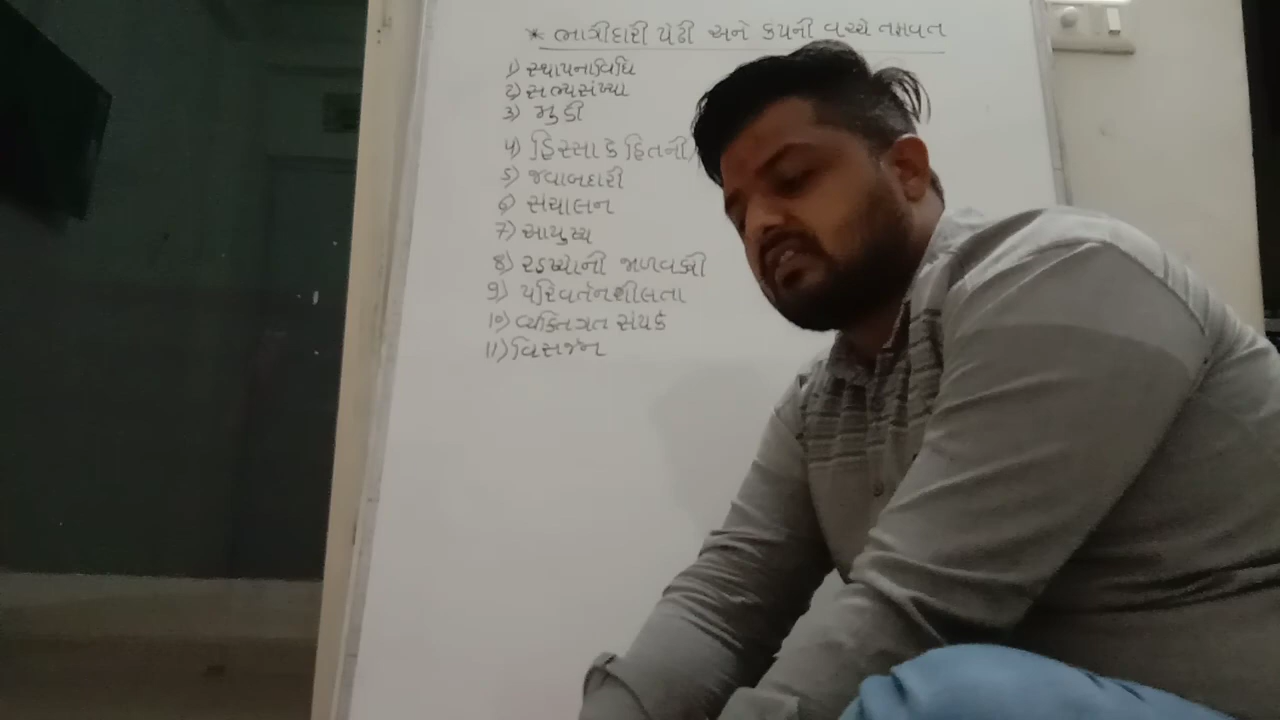 * ભાગીદારી પેઢી અને કંપની વચ્ચે તફાવત
1) સ્થાપનાવિધિ
2) સભ્યસંખ્યા
3) મુડી
4) હિસ્સા કે હિતની
5) જવાબદારી
6) સંચાલન
7) આયુષ્ય
8) રહસ્યોની જાળવણી
9) પરિવર્તનશીલતા
10) વ્યક્તિગત સંપર્ક
11) વિસર્જન